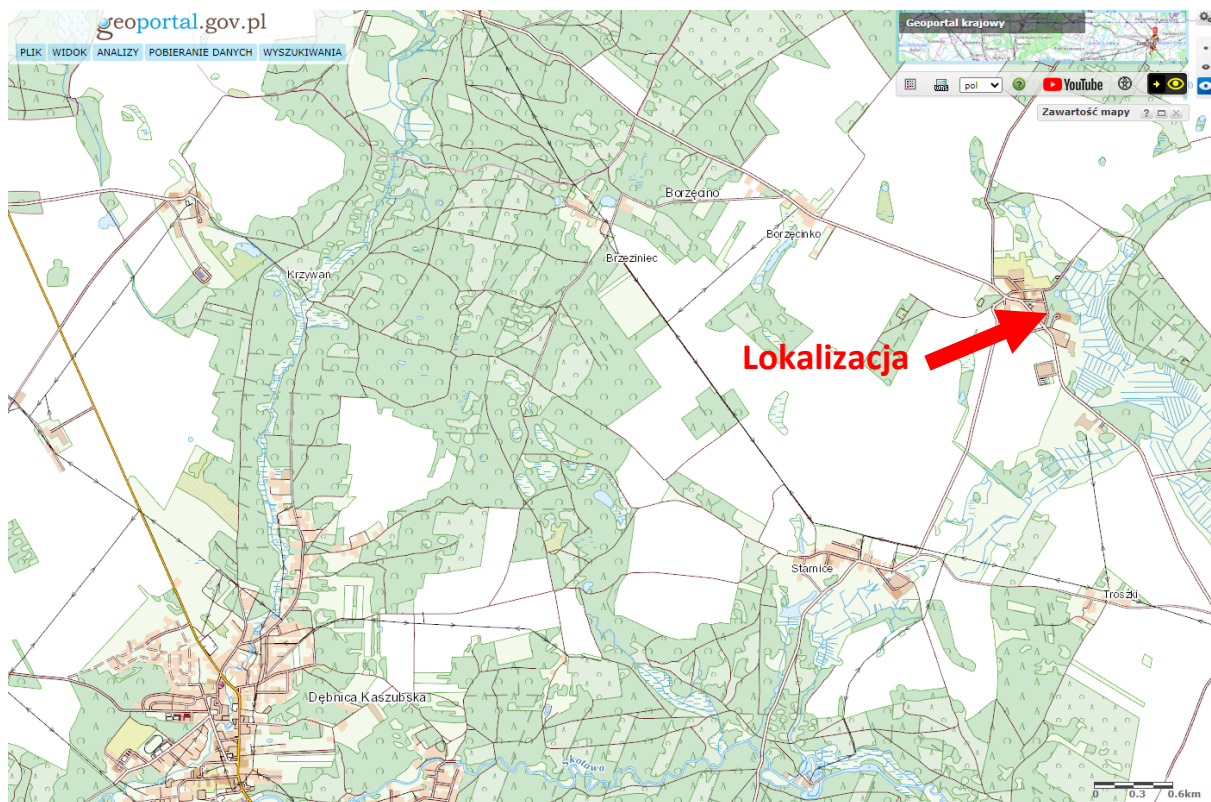 geoportal.gov.pl
PLIK WIDOK ANALIZY POBIERANIE DANYCH WYSZUKIWANIA
Geoportal krajowy
wms pol ? YouTube
Zawartość mapy ?
Borzęcino
Borzęcinko
Brzeziniec
Krzywań
Lokalizacja
Starnice
Troszki
Dębnica Kaszubska
Skotawa
0 0.3 0.6km